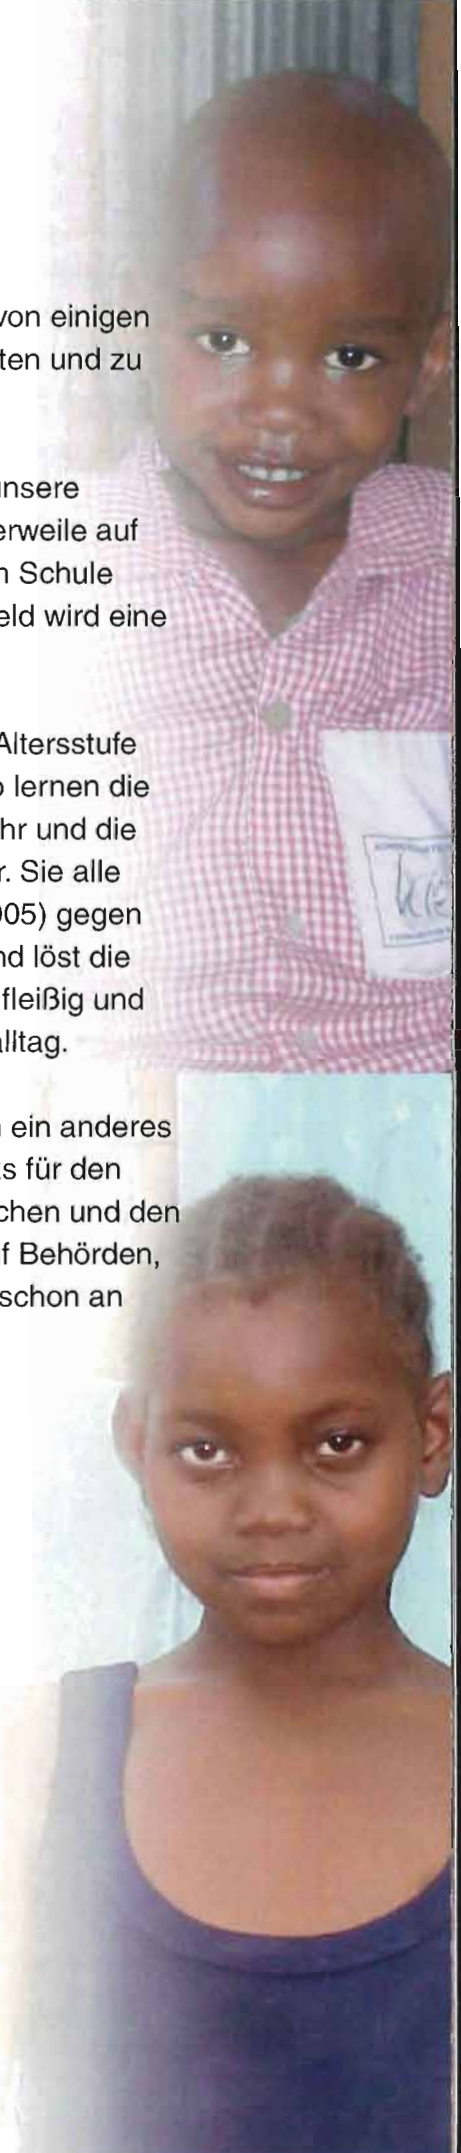 von einigen
ten und zu
unsere
erweile auf
n Schule
eld wird eine
Altersstufe
o lernen die
hr und die
r. Sie alle
005) gegen
nd löst die
fleißig und
lltag.
n ein anderes
ks für den
chen und den
f Behörden,
schon an